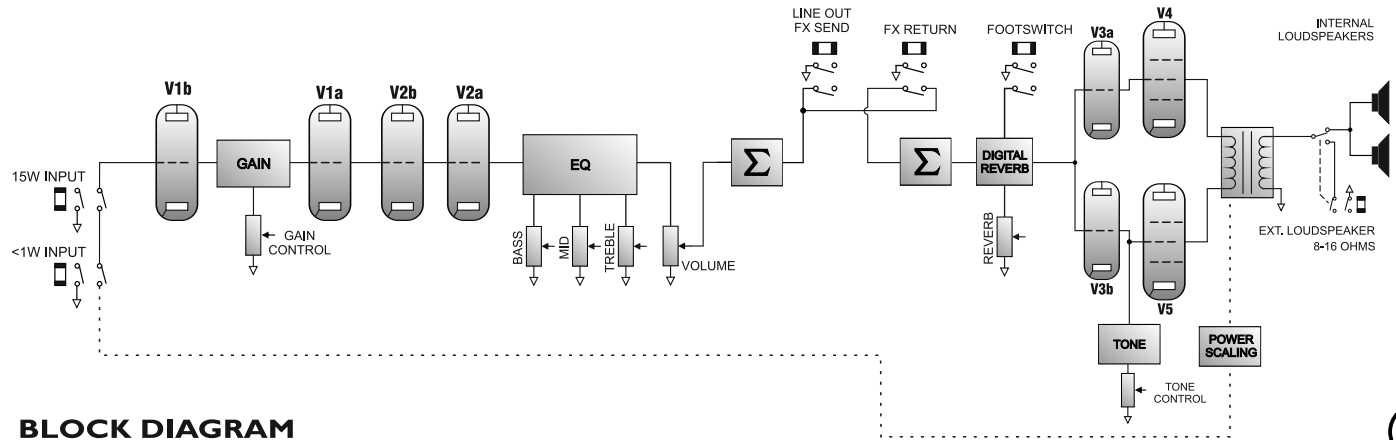 LINE OUT
FX SEND
FX RETURN
FOOTSWITCH
V3a
V4
INTERNAL
LOUDSPEAKERS
V1b
V1a
V2b
V2a
GAIN
EQ
Σ
Σ
DIGITAL
REVERB
15W INPUT
<1W INPUT
GAIN
CONTROL
BASS
MID
TREBLE
VOLUME
REVERB
V3b
V5
EXT. LOUDSPEAKER
8-16 OHMS
TONE
POWER
SCALING
TONE
CONTROL
BLOCK DIAGRAM